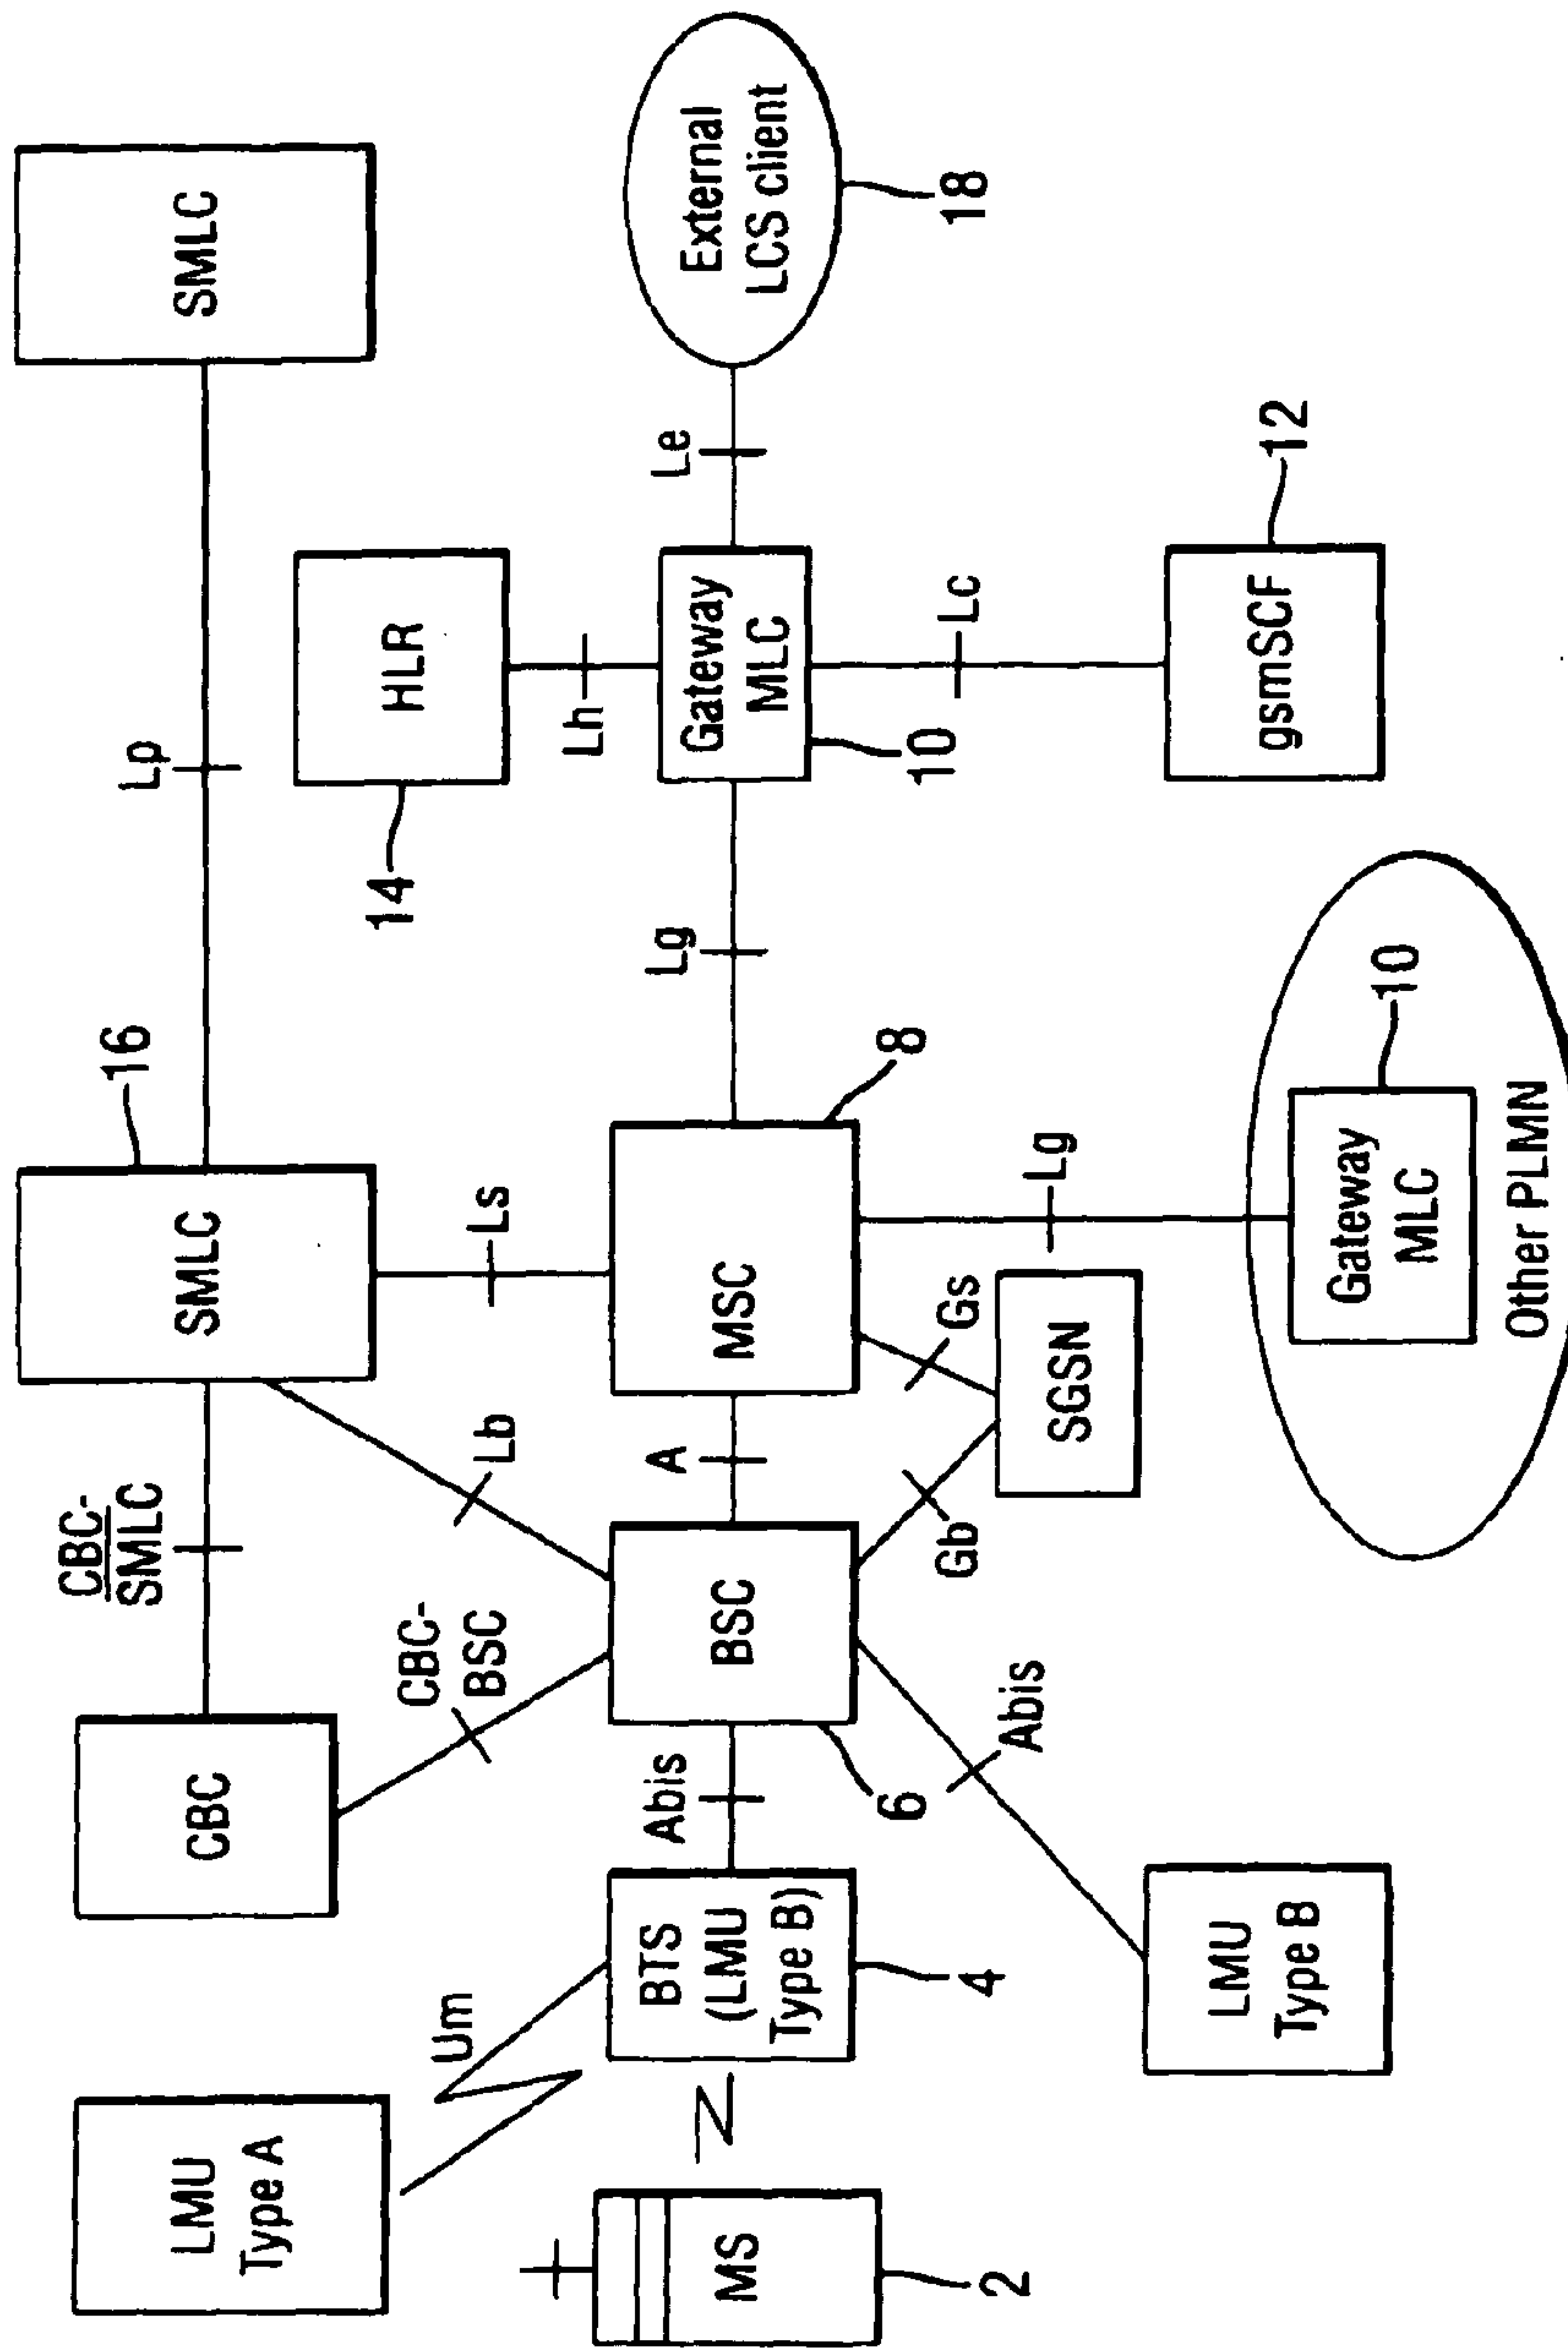 LMU
Type A
CBC
CBC-
SMLC
SMLC
16
Lp
SMLC
Um
CBC-
BSC
Lb
Ls
14
HLR
Lh
MS
2
BTS
(LMU
Type B)
4
Abis
BSC
6
A
MSC
8
Lg
Gateway
MLC
10
Le
External
LCS client
18
Abis
Gb
Gs
SGSN
Lg
Lc
LMU
Type B
Gateway
MLC
10
Other PLMN
gsmSCF
12